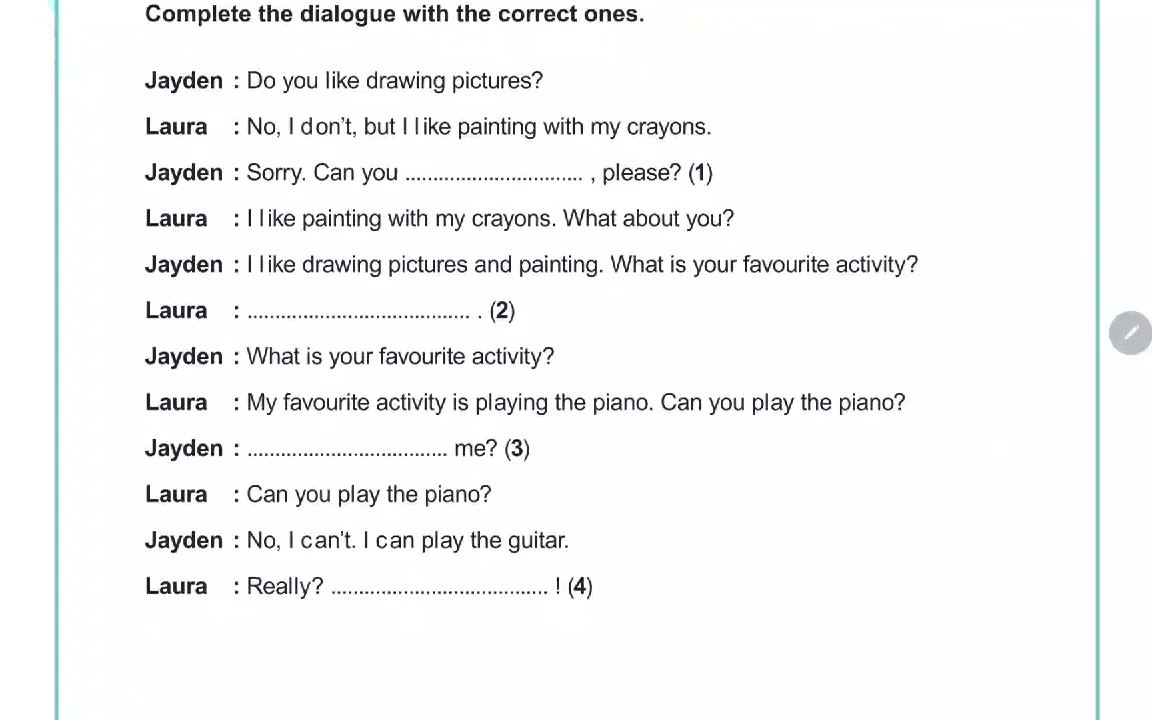 Complete the dialogue with the correct ones.
Jayden : Do you like drawing pictures?
Laura : No, I don't, but I like painting with my crayons.
Jayden : Sorry. Can you ................................ , please? (1)
Laura : I like painting with my crayons. What about you?
Jayden : I like drawing pictures and painting. What is your favourite activity?
Laura : ........................................ . (2)
Jayden : What is your favourite activity?
Laura : My favourite activity is playing the piano. Can you play the piano?
Jayden : .................................... me? (3)
Laura : Can you play the piano?
Jayden : No, I can't. I can play the guitar.
Laura : Really? ....................................... ! (4)